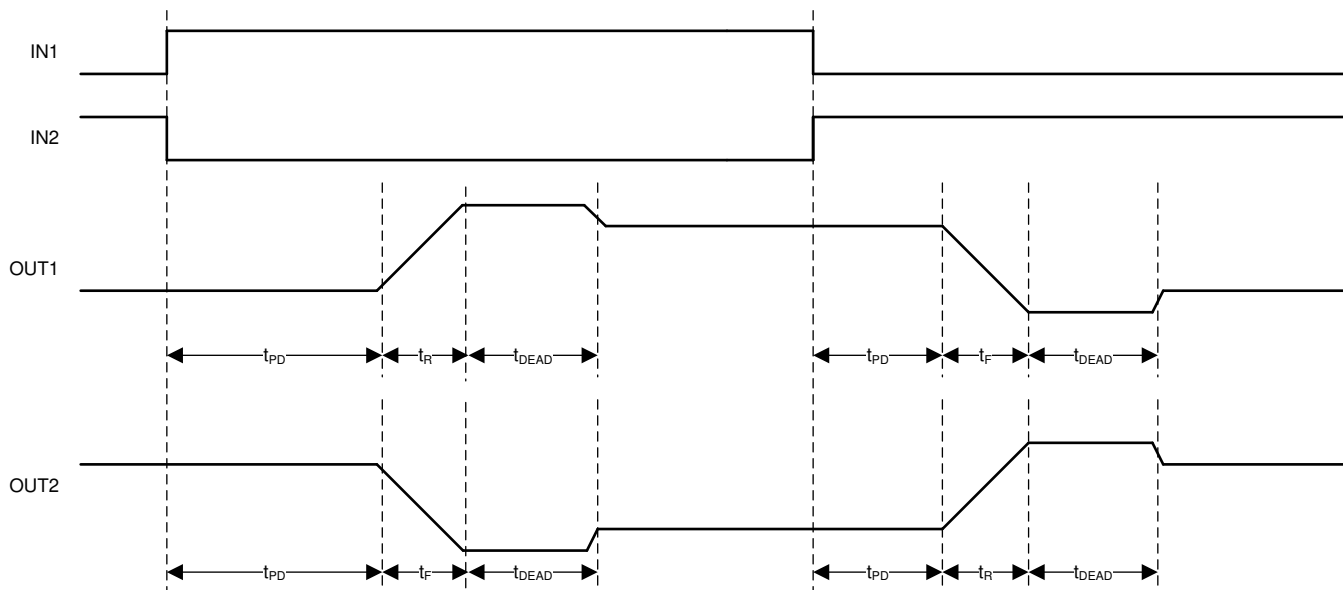 IN1
IN2
OUT1
tPD tR tDEAD tPD tF tDEAD
OUT2
tPD tF tDEAD tPD tR tDEAD